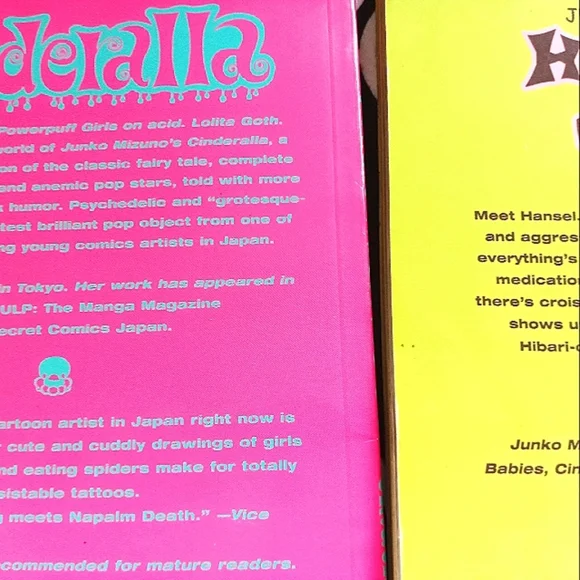 deralla
Powerpuff Girls on acid. Lolita Goth.
world of Junko Mizuno's Cinderalla, a
on of the classic fairy tale, complete
and anemic pop stars, told with more
k humor. Psychedelic and "grotesque-
test brilliant pop object from one of
ng young comics artists in Japan.
in Tokyo. Her work has appeared in
ULP: The Manga Magazine
ecret Comics Japan.
artoon artist in Japan right now is
r cute and cuddly drawings of girls
nd eating spiders make for totally
sistable tattoos.
g meets Napalm Death." —Vice
commended for mature readers.
J
H
Meet Hansel.
and aggres
everything's
medicatio
there's crois
shows u
Hibari-c
Junko M
Babies, Cin